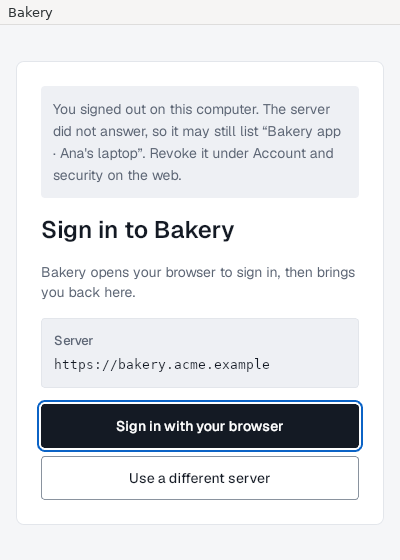 Bakery
You signed out on this computer. The server
did not answer, so it may still list “Bakery app
· Ana's laptop”. Revoke it under Account and
security on the web.
Sign in to Bakery
Bakery opens your browser to sign in, then brings
you back here.
Server
https://bakery.acme.example
Sign in with your browser
Use a different server